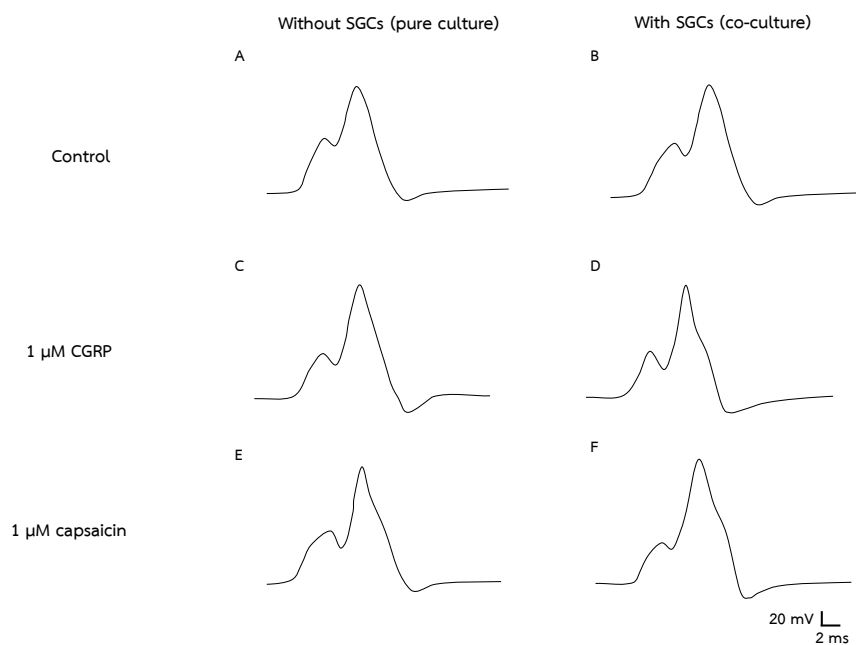 Without SGCs (pure culture) With SGCs (co-culture)
A B
Control
C D
1 µM CGRP
E F
1 µM capsaicin
20 mV
2 ms